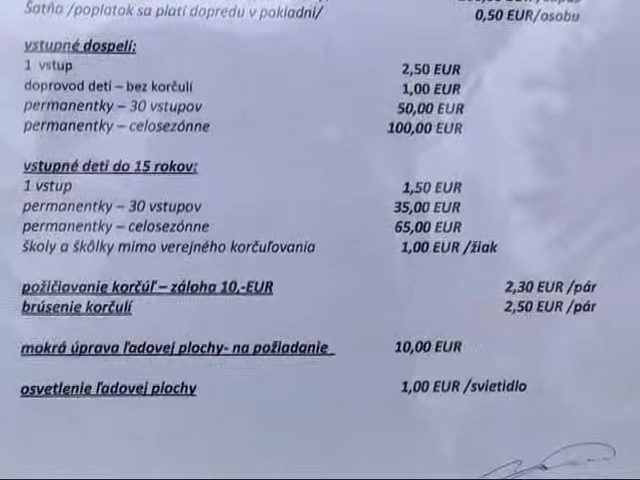 Šatňa /poplatok sa platí dopredu v pokladni/ 0,50 EUR/osobu
vstupné dospelí:
1 vstup 2,50 EUR
doprovod detí – bez korčulí 1,00 EUR
permanentky – 30 vstupov 50,00 EUR
permanentky – celosezónne 100,00 EUR
vstupné deti do 15 rokov:
1 vstup 1,50 EUR
permanentky – 30 vstupov 35,00 EUR
permanentky – celosezónne 65,00 EUR
školy a škôlky mimo verejného korčuľovania 1,00 EUR /žiak
požičiavanie korčúľ – záloha 10,-EUR 2,30 EUR /pár
brúsenie korčulí 2,50 EUR /pár
mokrá úprava ľadovej plochy- na požiadanie 10,00 EUR
osvetlenie ľadovej plochy 1,00 EUR /svietidlo